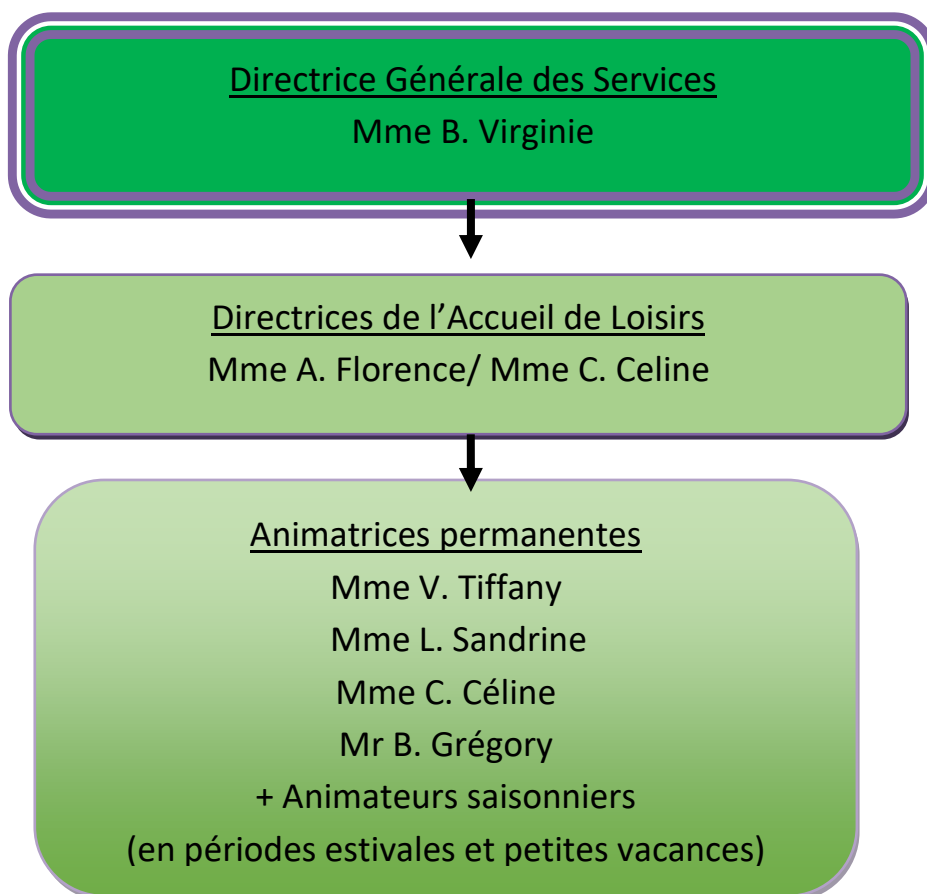 Directrice Générale des Services
Mme B. Virginie
Directrices de l’Accueil de Loisirs
Mme A. Florence/ Mme C. Celine
Animatrices permanentes
Mme V. Tiffany
Mme L. Sandrine
Mme C. Céline
Mr B. Grégory
+ Animateurs saisonniers
(en périodes estivales et petites vacances)